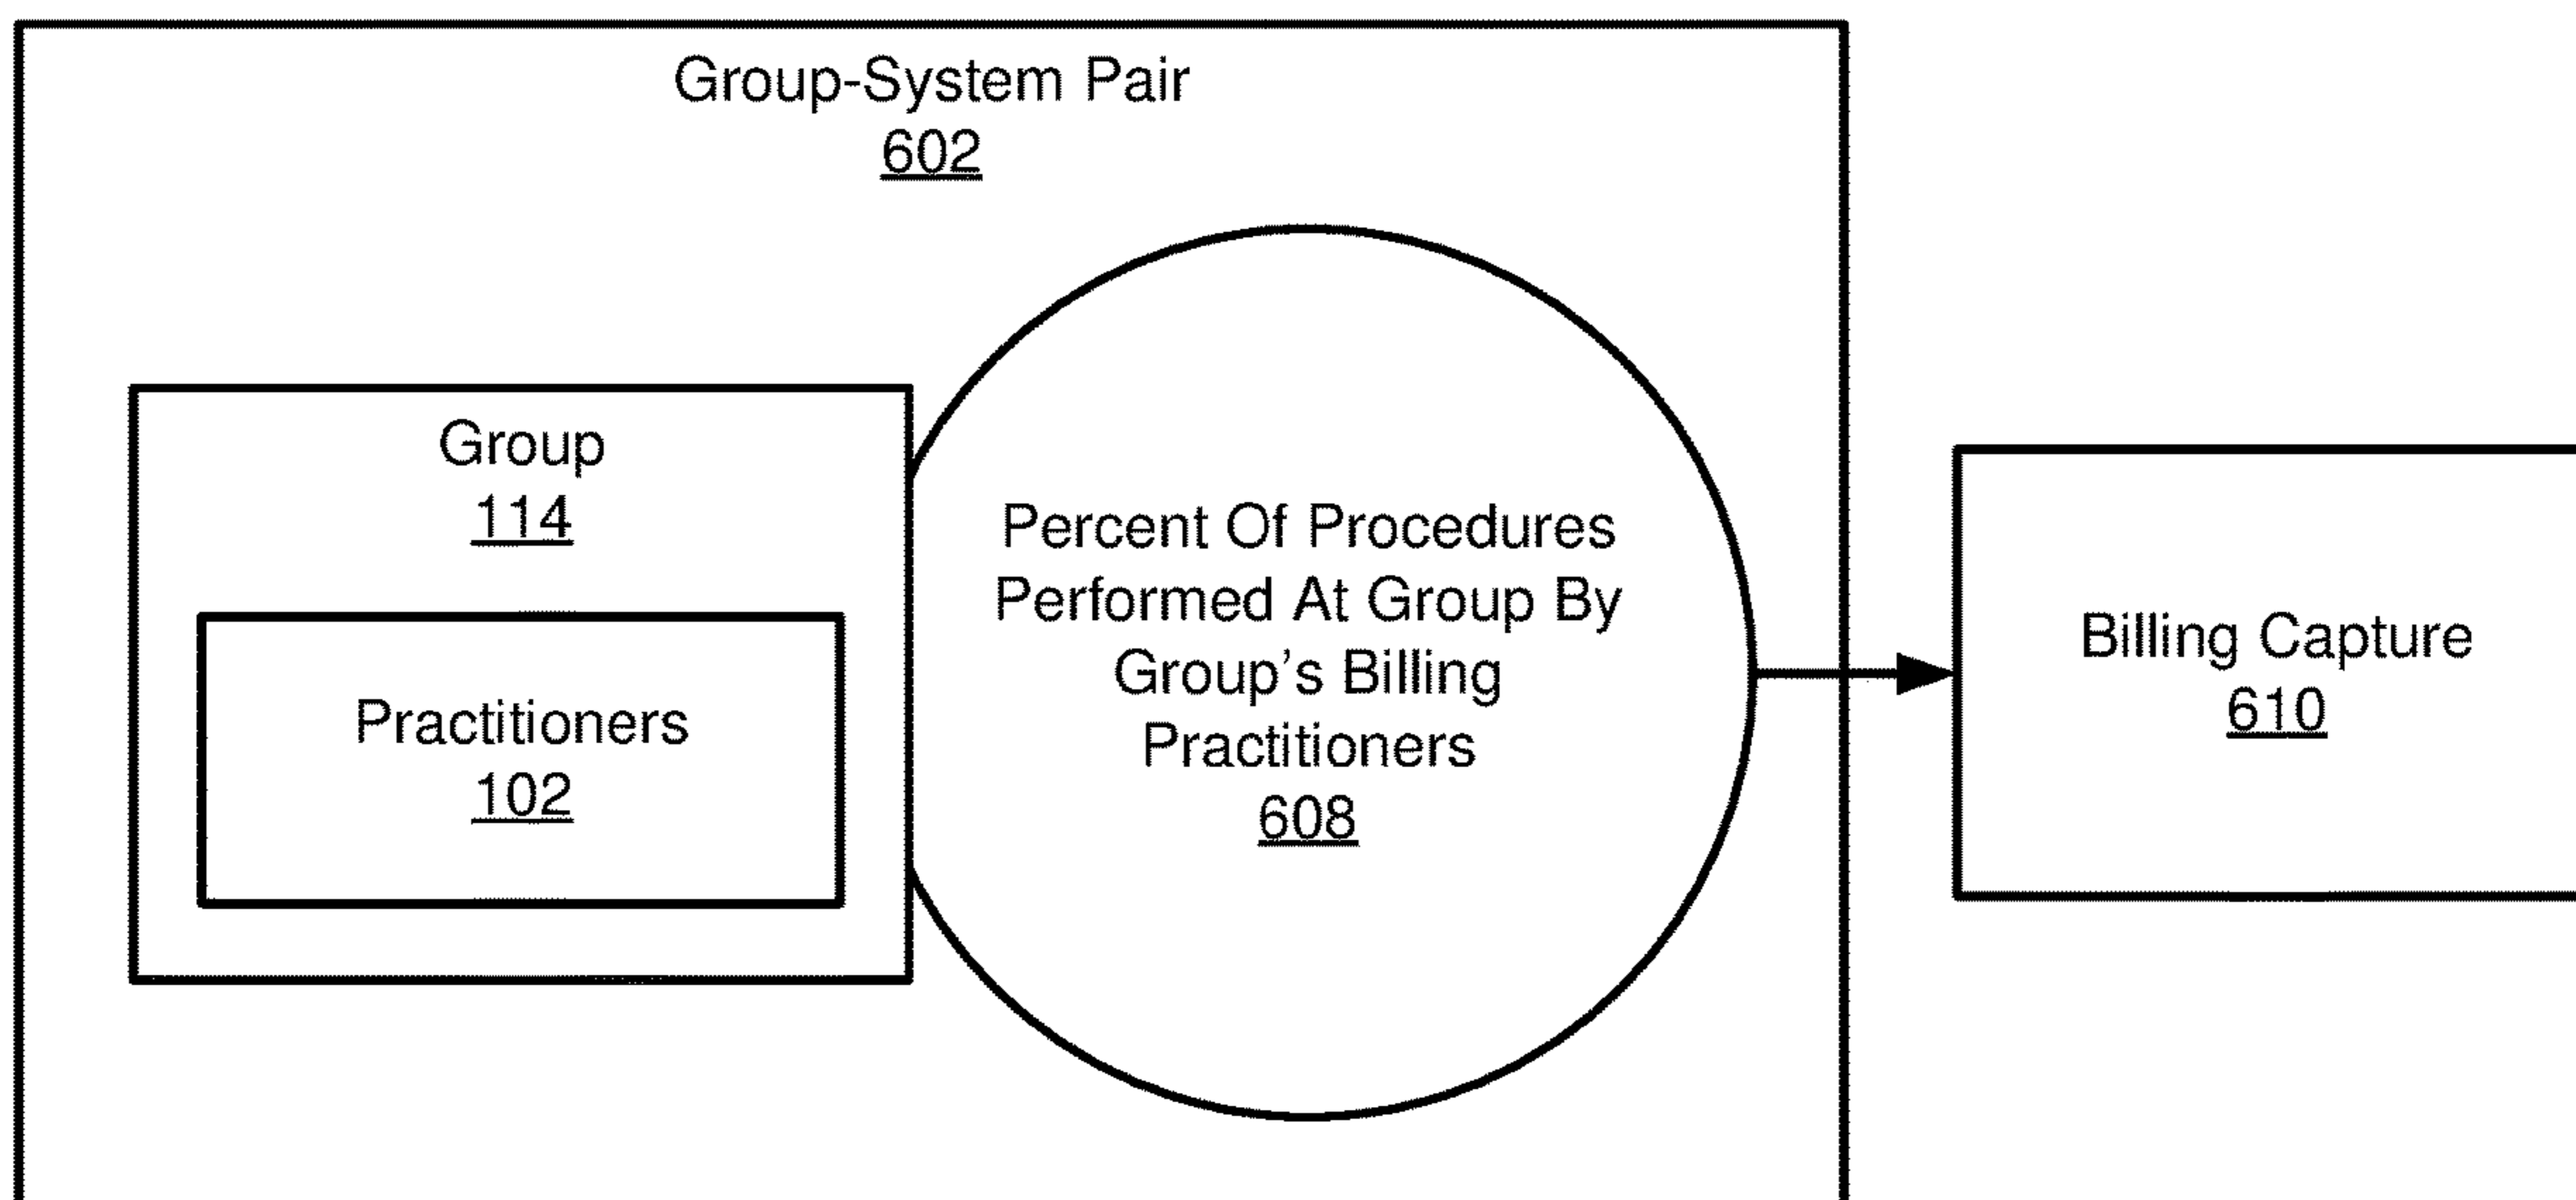 Group-System Pair
602
Group
114
Practitioners
102
Percent Of Procedures
Performed At Group By
Group's Billing
Practitioners
608
Billing Capture
610